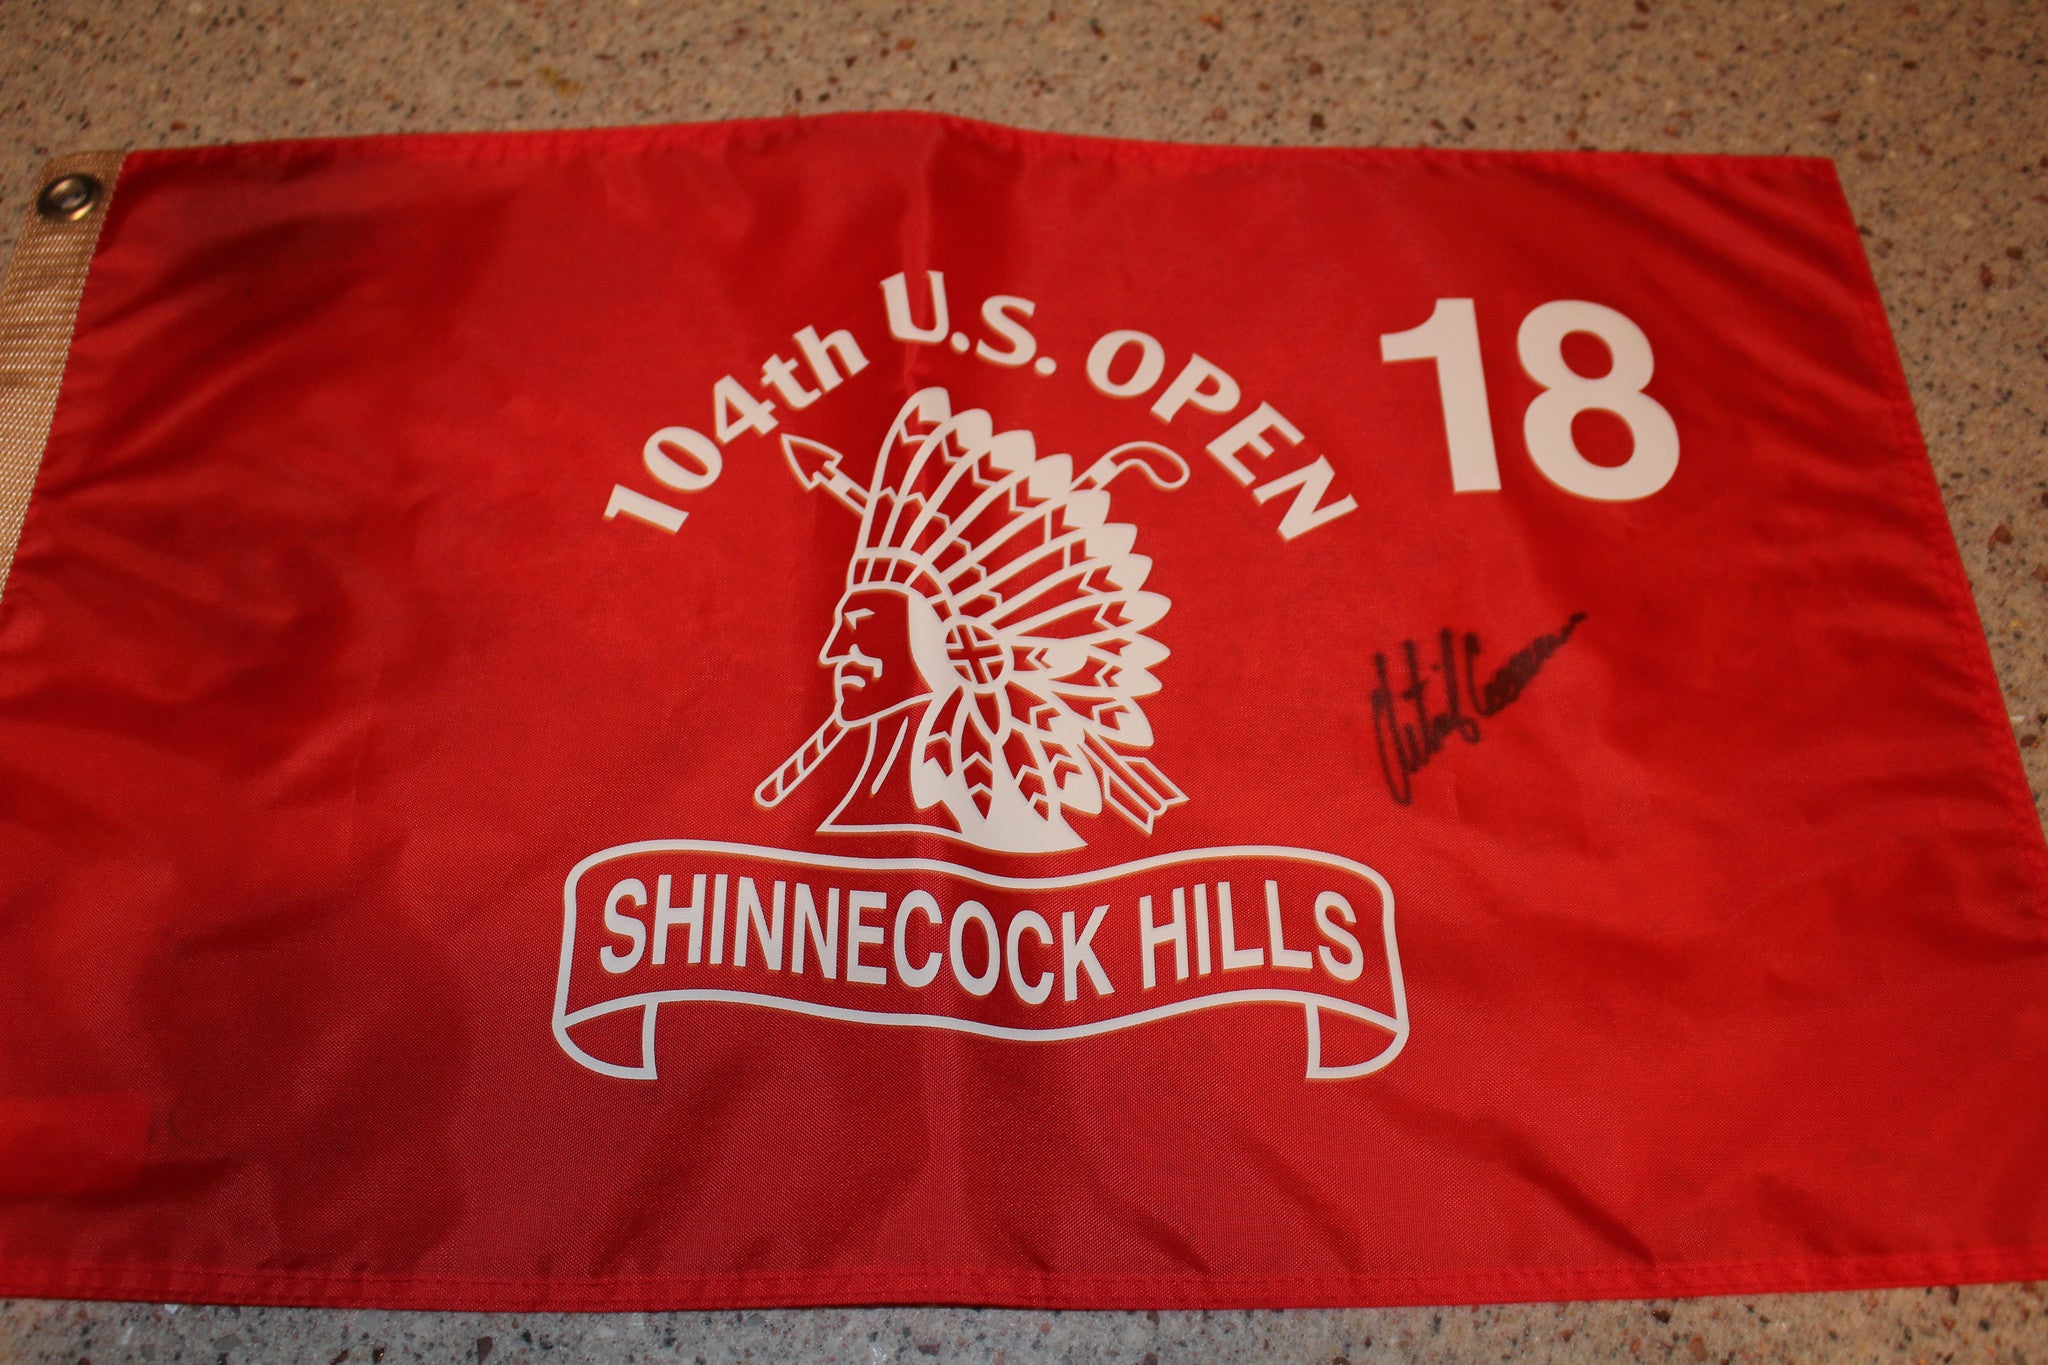 104th U.S. OPEN
18
SHINNECOCK HILLS